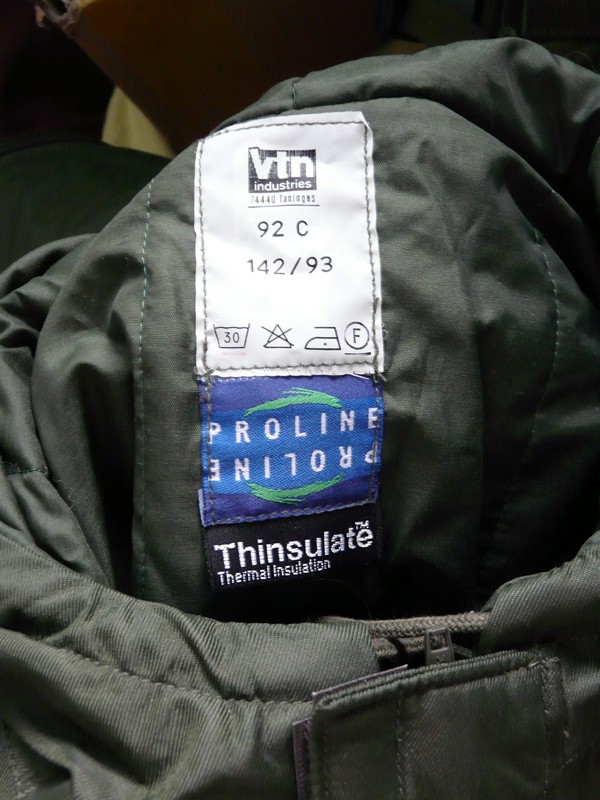 vtn
industries
74440 Taninges
92 C
142/93
30
F
PROLINE
PROLINE
Thinsulate™
Thermal Insulation